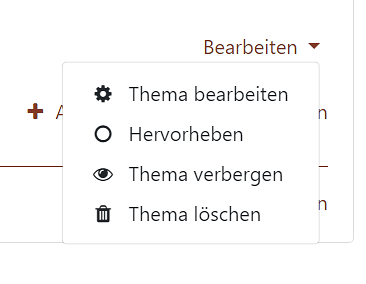 Bearbeiten
Thema bearbeiten
Hervorheben
Thema verbergen
Thema löschen